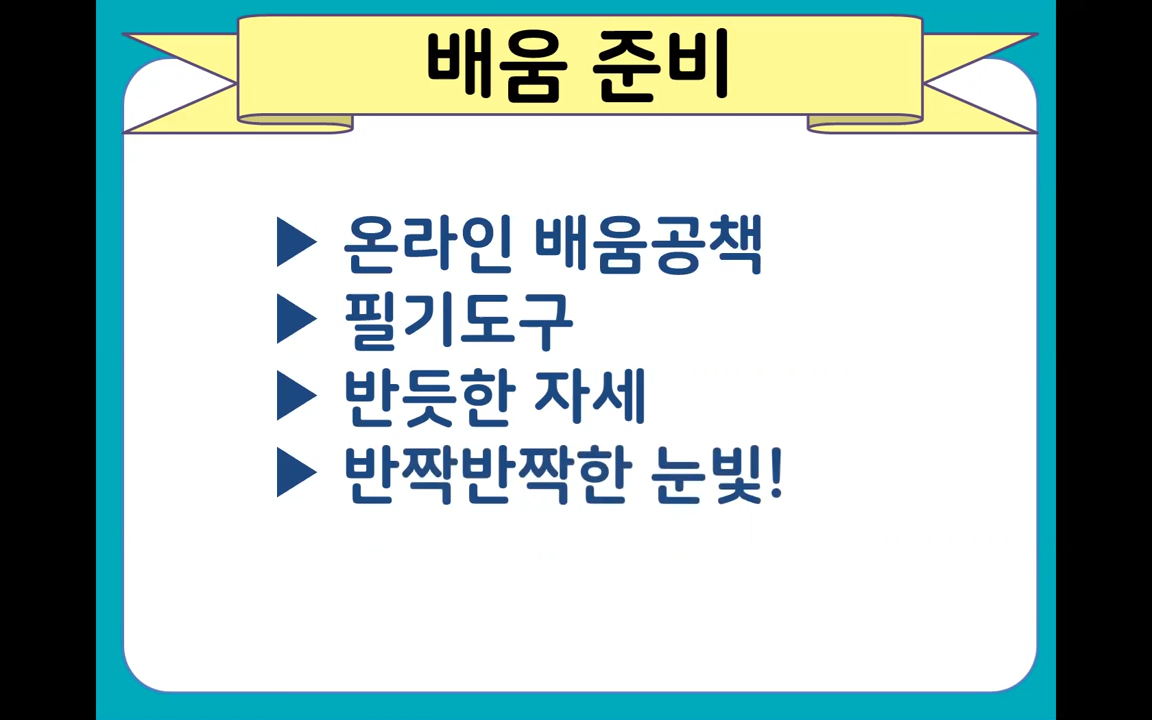 배움 준비
▶ 온라인 배움공책
▶ 필기도구
▶ 반듯한 자세
▶ 반짝반짝한 눈빛!